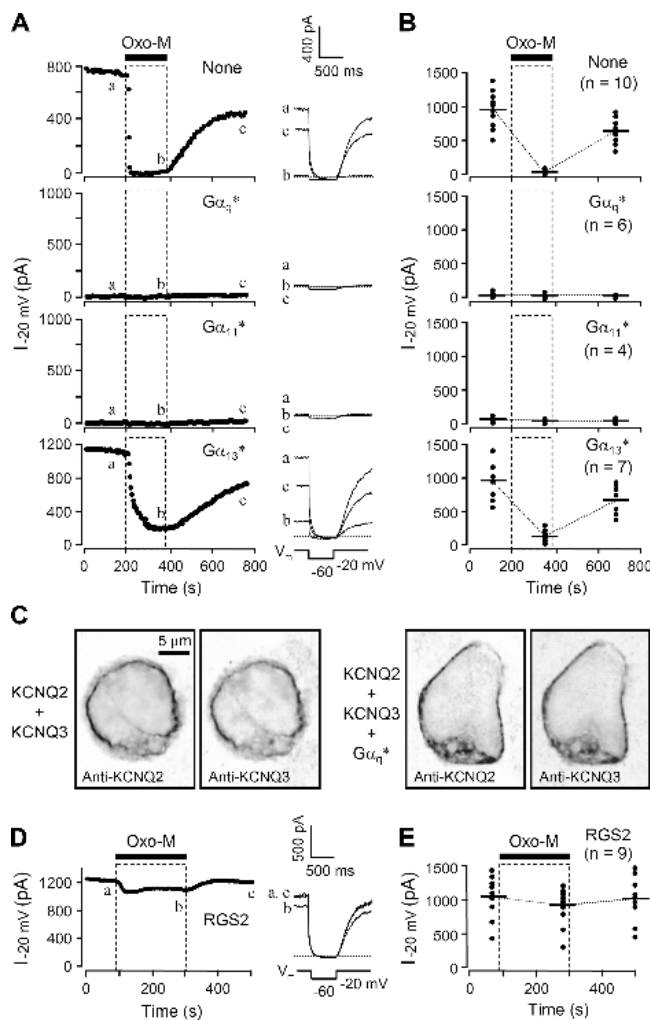 A
Oxo-M
None
400 pA
500 ms
I-20 mV (pA)
800
400
0
a
b
c
a
c
b
Gαq*
1200
1000
500
0
a
b
c
a
b
c
Gα11*
1000
500
0
a
b
c
a
b
c
Gα13*
1200
800
400
0
a
b
c
a
c
b
-60
-20 mV
0 200 400 600 800
Time (s)
B
Oxo-M
None
(n = 10)
I-20 mV (pA)
1500
1000
500
0
Gαq*
(n = 6)
1500
1000
500
0
Gα11*
(n = 4)
1500
1000
500
0
Gα13*
(n = 7)
1500
1000
500
0
0 200 400 600 800
Time (s)
C
5 μm
KCNQ2
+
KCNQ3
Anti-KCNQ2
Anti-KCNQ3
KCNQ2
+
KCNQ3
+
Gαq*
Anti-KCNQ2
Anti-KCNQ3
D
Oxo-M
500 pA
500 ms
I-20 mV (pA)
1200
800
400
0
a
b
c
RGS2
a, c
b
-60
-20 mV
0 200 400
Time (s)
E
Oxo-M
RGS2
(n = 9)
I-20 mV (pA)
1500
1000
500
0
0 200 400
Time (s)